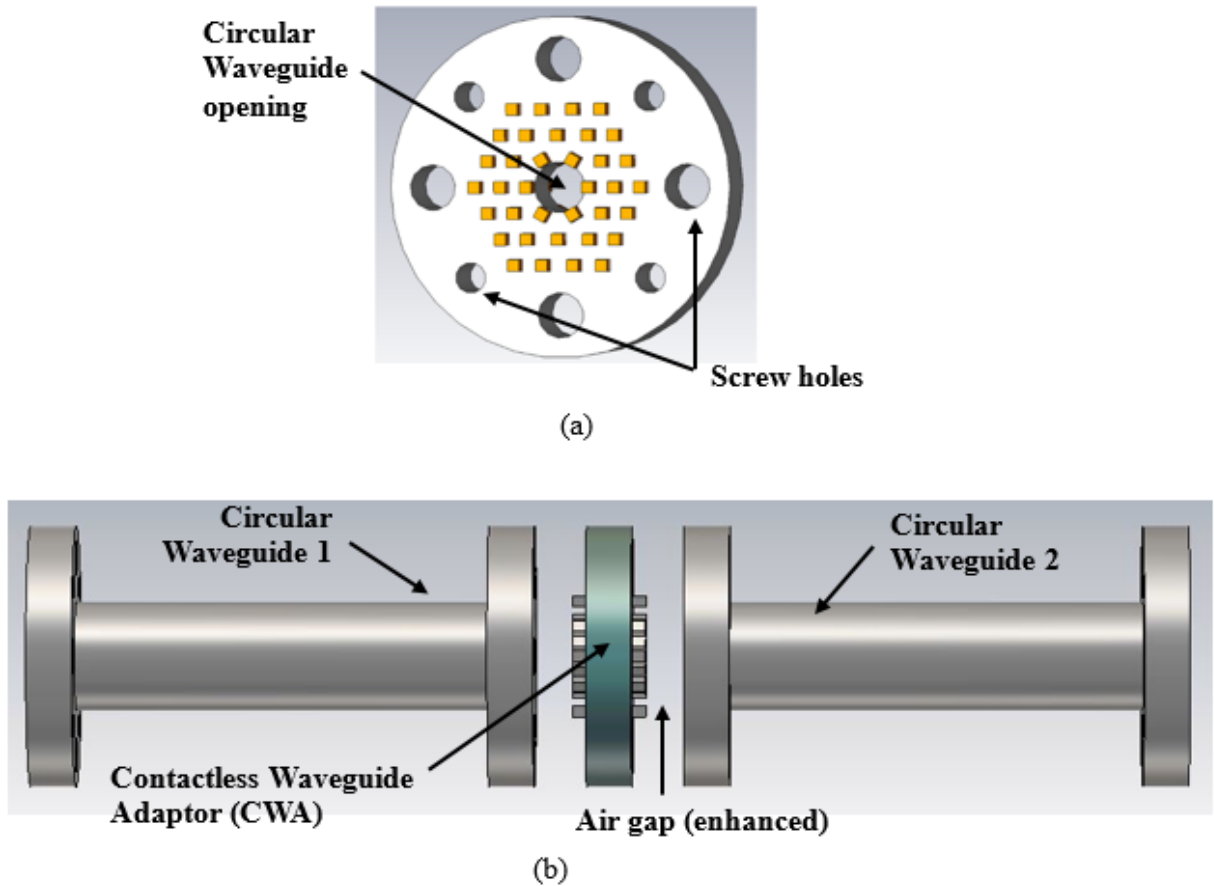 Circular
Waveguide
opening
Screw holes
(a)
Circular
Waveguide 1
Circular
Waveguide 2
Contactless Waveguide
Adaptor (CWA)
Air gap (enhanced)
(b)